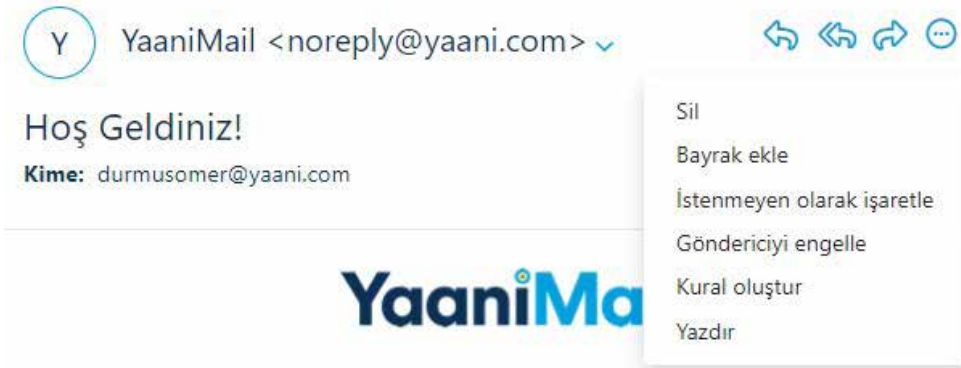 Y
YaaniMail <noreply@yaani.com>
Hoş Geldiniz!
Kime: durmusomer@yaani.com
Sil
Bayrak ekle
İstenmeyen olarak işaretle
Göndericiyi engelle
Kural oluştur
Yazdır
YaaniMa